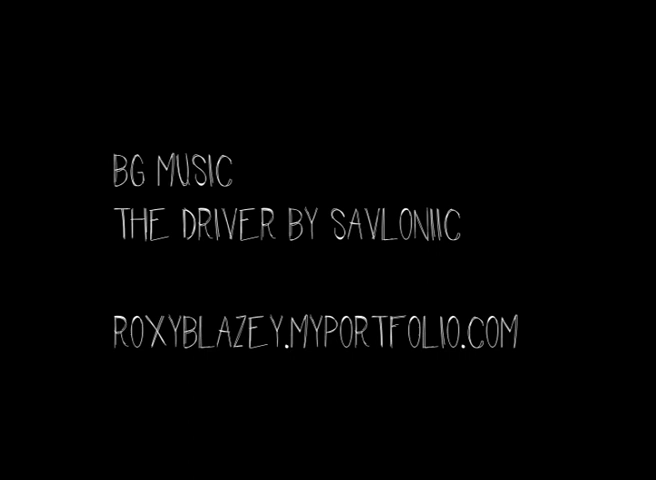 BG MUSIC
THE DRIVER BY SAVLONIIC
ROXYBLAZEY.MYPORTFOLIO.COM